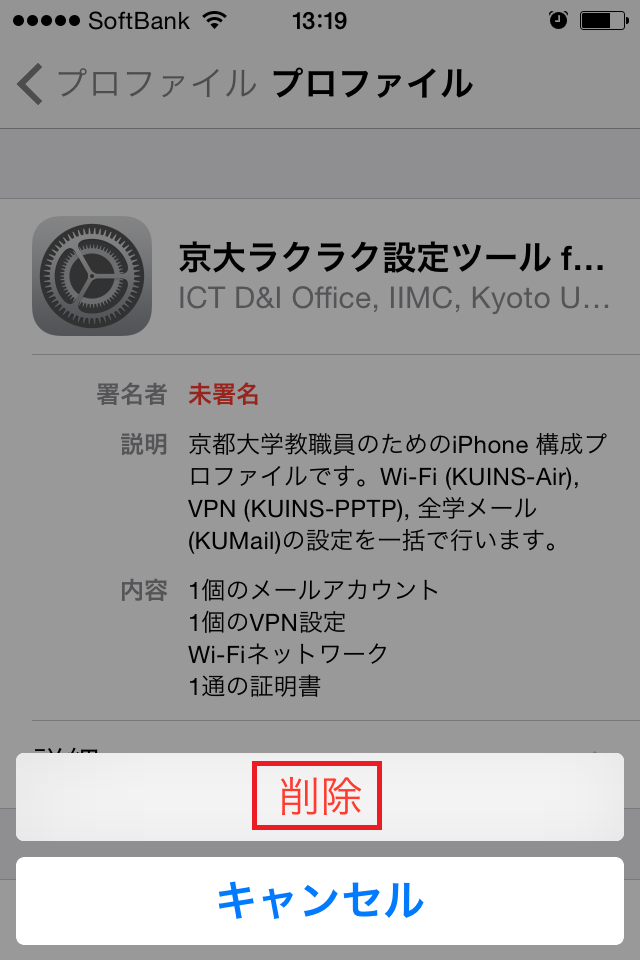 SoftBank 13:19
プロファイル プロファイル
京大ラクラク設定ツール f...
ICT D&I Office, IIMC, Kyoto U...
署名者 未署名
説明 京都大学教職員のためのiPhone 構成プ
ロファイルです。Wi-Fi (KUINS-Air),
VPN (KUINS-PPTP), 全学メール
(KUMail)の設定を一括で行います。
内容 1個のメールアカウント
1個のVPN設定
Wi-Fiネットワーク
1通の証明書
詳細
削除
キャンセル